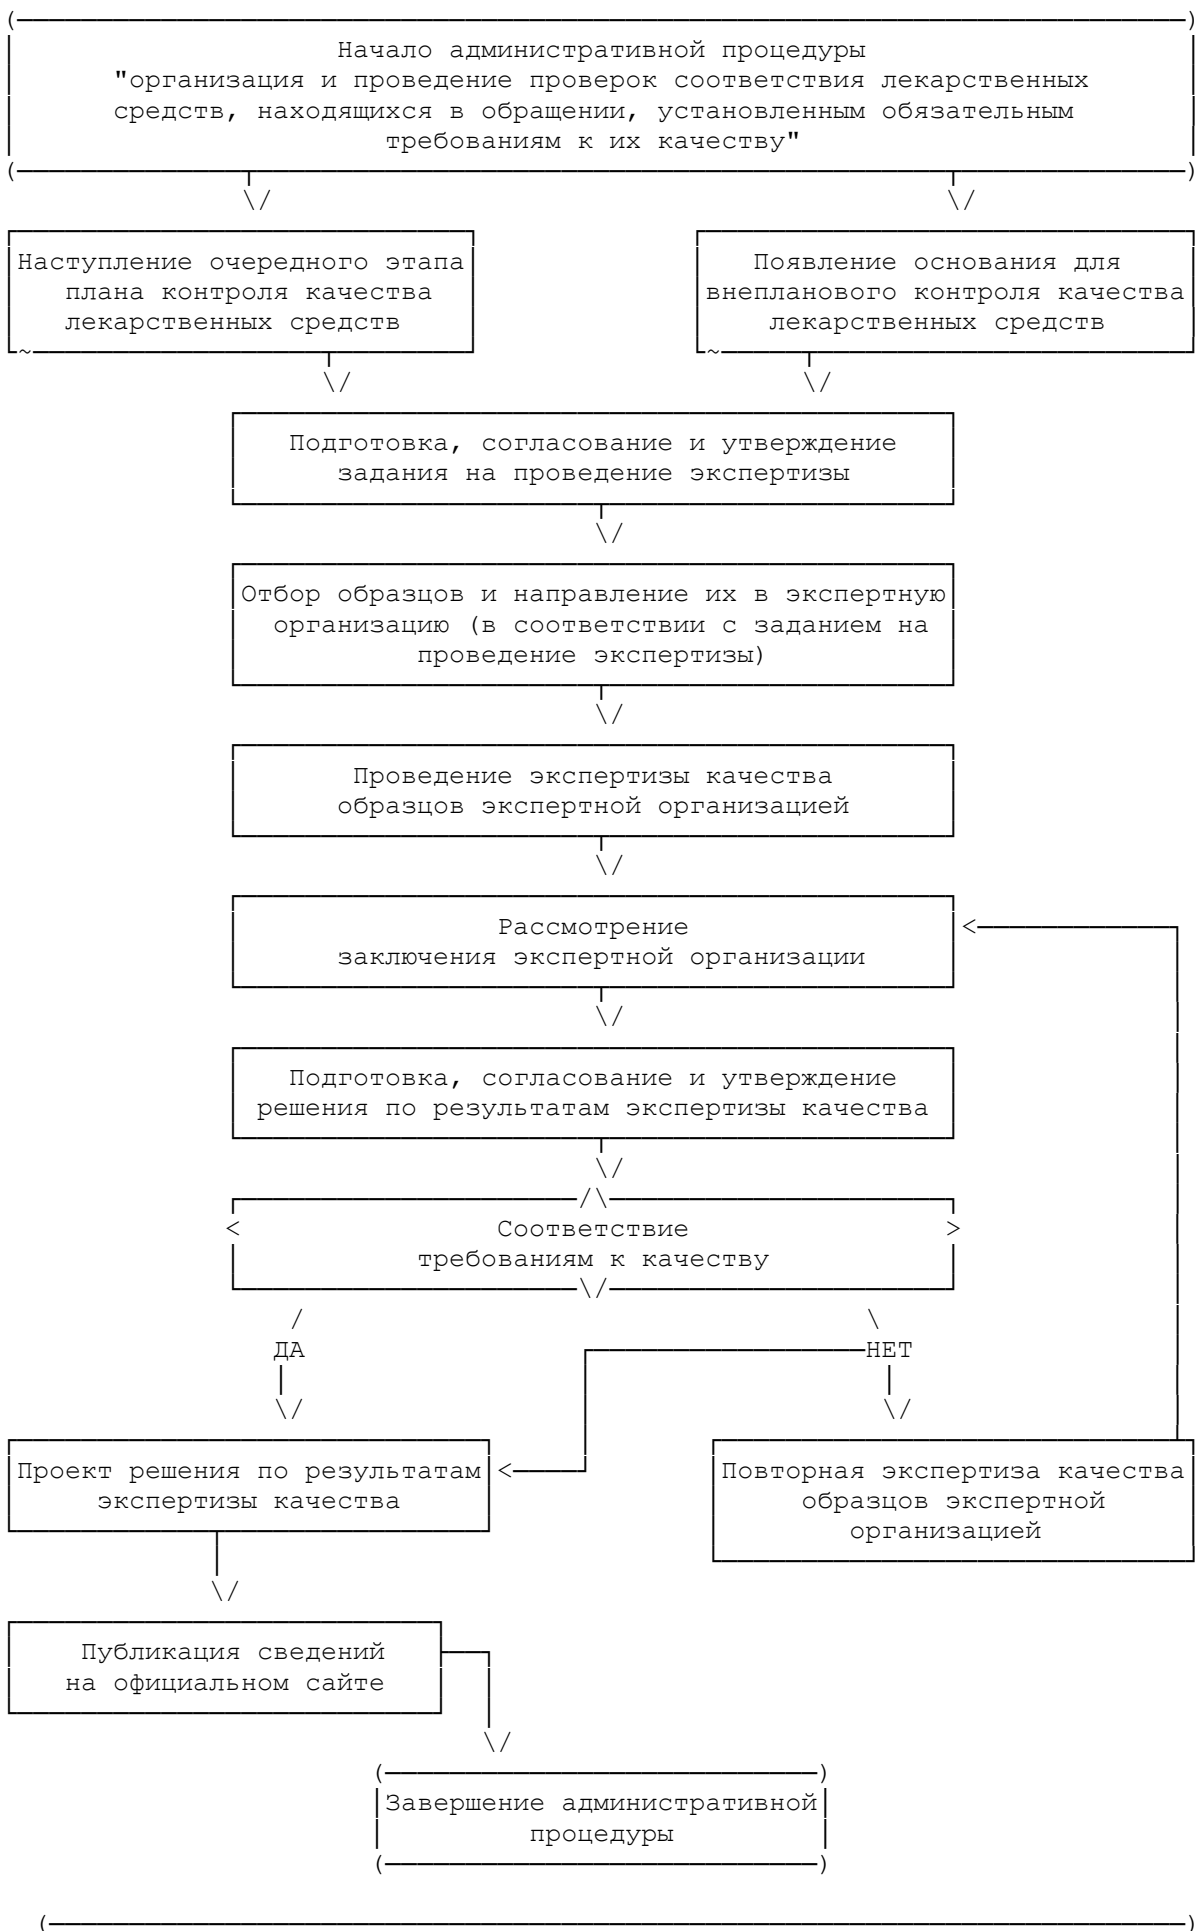 Начало административной процедуры
"организация и проведение проверок соответствия лекарственных
средств, находящихся в обращении, установленным обязательным
требованиям к их качеству"
Наступление очередного этапа
плана контроля качества
лекарственных средств
Появление основания для
внепланового контроля качества
лекарственных средств
Подготовка, согласование и утверждение
задания на проведение экспертизы
Отбор образцов и направление их в экспертную
организацию (в соответствии с заданием на
проведение экспертизы)
Проведение экспертизы качества
образцов экспертной организацией
Рассмотрение
заключения экспертной организации
Подготовка, согласование и утверждение
решения по результатам экспертизы качества
Соответствие
требованиям к качеству
ДА
НЕТ
Проект решения по результатам
экспертизы качества
Повторная экспертиза качества
образцов экспертной
организацией
Публикация сведений
на официальном сайте
Завершение административной
процедуры